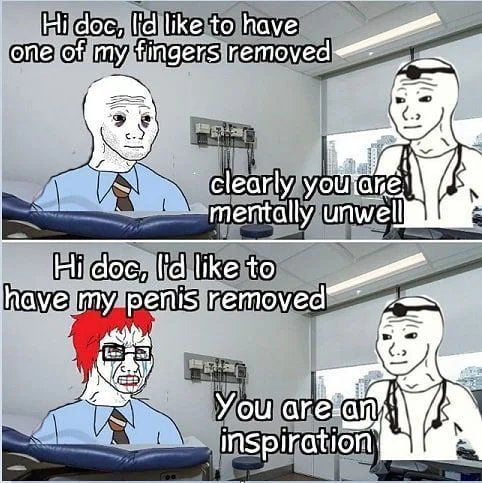 Hi doc, I'd like to have
one of my fingers removed
clearly you are
mentally unwell
Hi doc, I'd like to
have my penis removed
You are an
inspiration